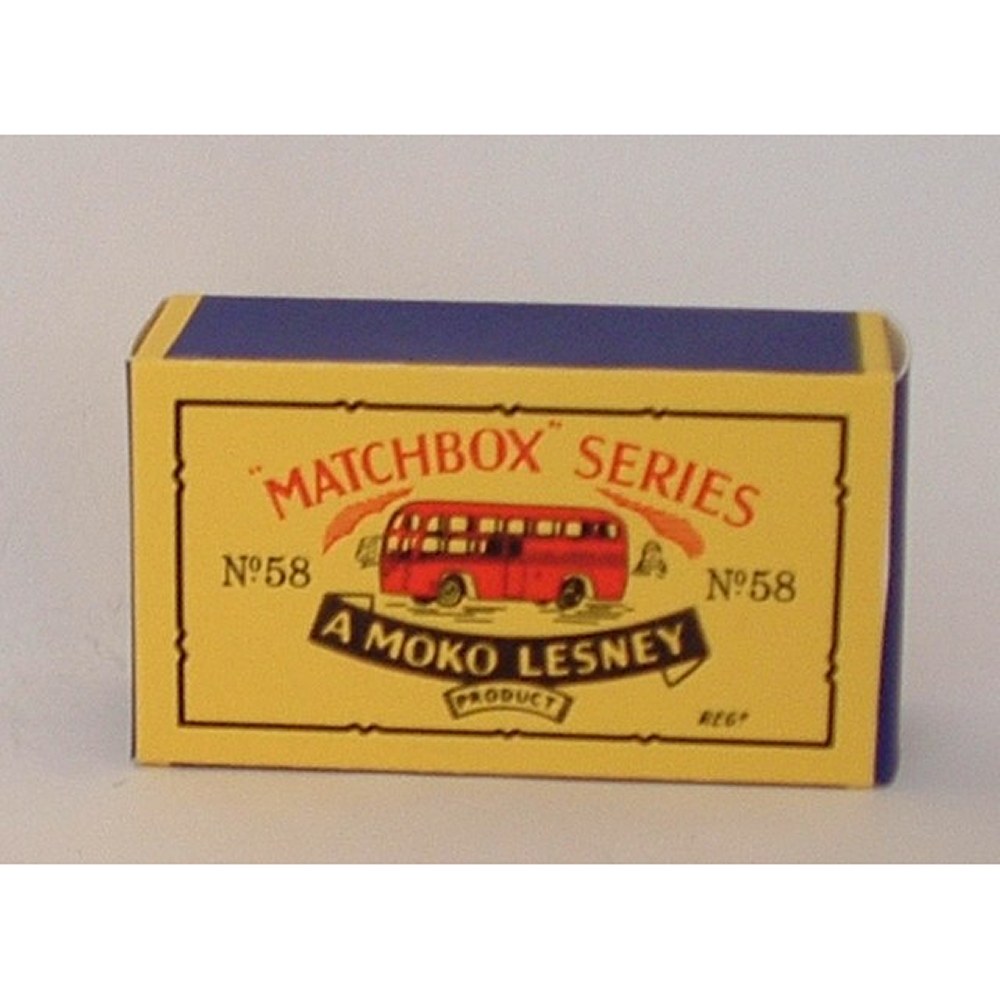 "MATCHBOX" SERIES
Nº58 Nº58
A MOKO LESNEY
PRODUCT
REGD